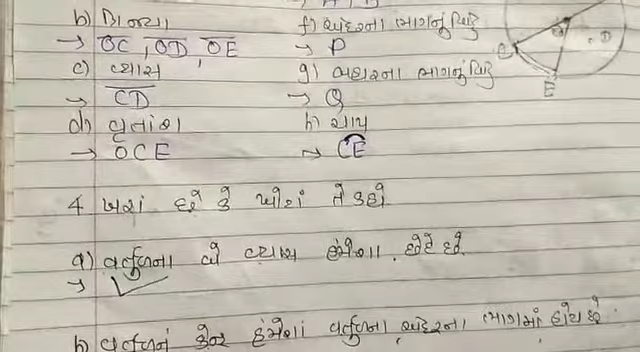 b) ત્રિજ્યા
→ OC, OD, OE
c) વ્યાસ
→ CD
d) વૃતાંશ
→ OCE
f) અંદરના ભાગનું બિંદુ
→ P
g) બહારના ભાગનું બિંદુ
→ Q
h) ચાપ
→ CE
C
D
E
4 ખરાં છે કે ખોટાં તે કહો
a) વર્તુળના બે વ્યાસ હંમેશા છેદે છે.
→ ✓
b) વર્તુળનું કેન્દ્ર હંમેશા વર્તુળના અંદરના ભાગમાં હોય છે